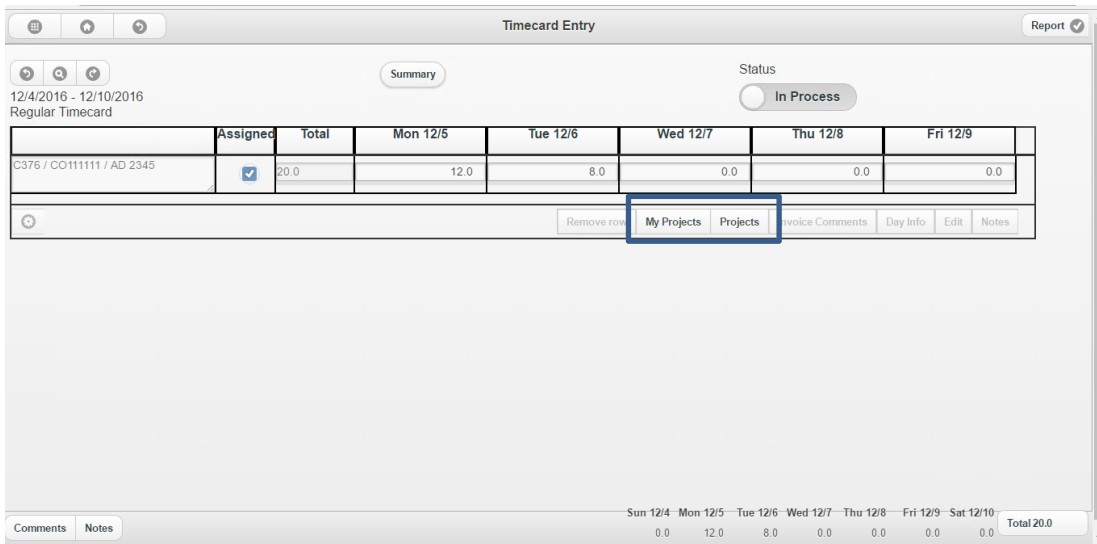 Timecard Entry
Report
Summary
Status
12/4/2016 - 12/10/2016
In Process
Regular Timecard
Assigned Total Mon 12/5 Tue 12/6 Wed 12/7 Thu 12/8 Fri 12/9
C376 / CO111111 / AD 2345 20.0 12.0 8.0 0.0 0.0 0.0
Remove row My Projects Projects Invoice Comments Day Info Edit Notes
Sun 12/4 Mon 12/5 Tue 12/6 Wed 12/7 Thu 12/8 Fri 12/9 Sat 12/10
Comments Notes
Total 20.0
0.0 12.0 8.0 0.0 0.0 0.0 0.0